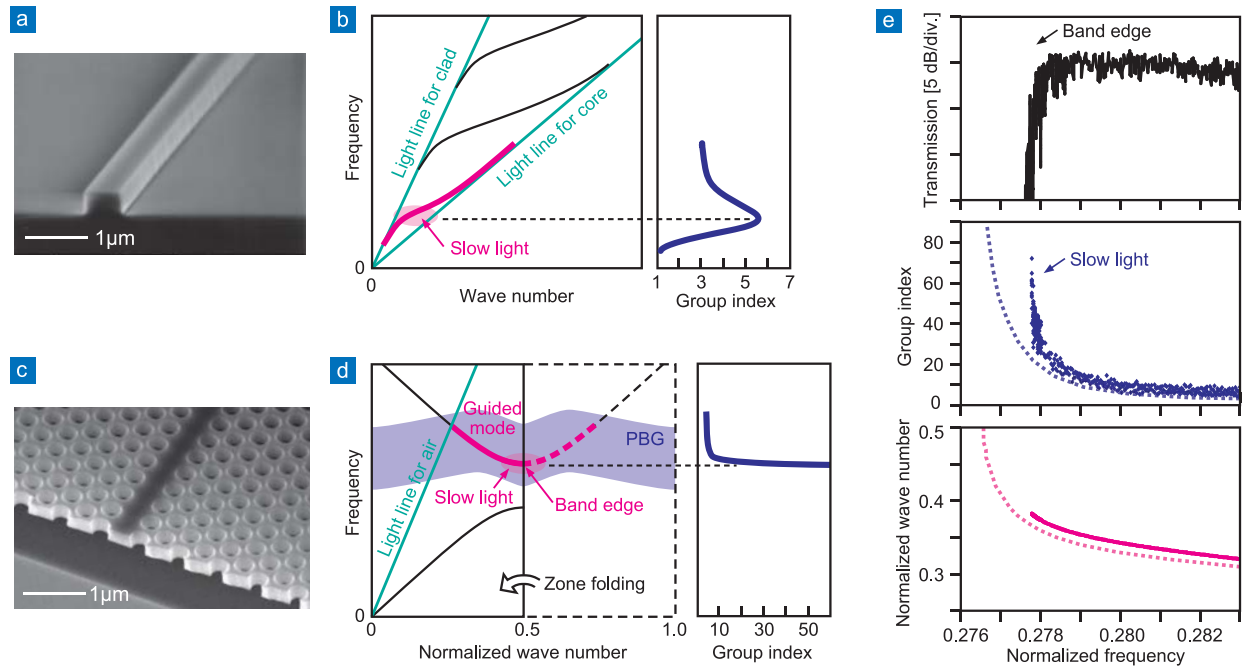 a
1µm
b
Frequency
Light line for clad
Light line for core
Slow light
0
0
Wave number
1 3 5 7
Group index
c
1µm
d
Frequency
Light line for air
Guided
mode
PBG
Slow light
Band edge
Zone folding
0
0 0.5 1.0
Normalized wave number
10 30 50
Group index
e
Transmission [5 dB/div.]
Band edge
Group index
80
60
40
20
0
Slow light
Normalized wave number
0.5
0.4
0.3
0.276 0.278 0.280 0.282
Normalized frequency